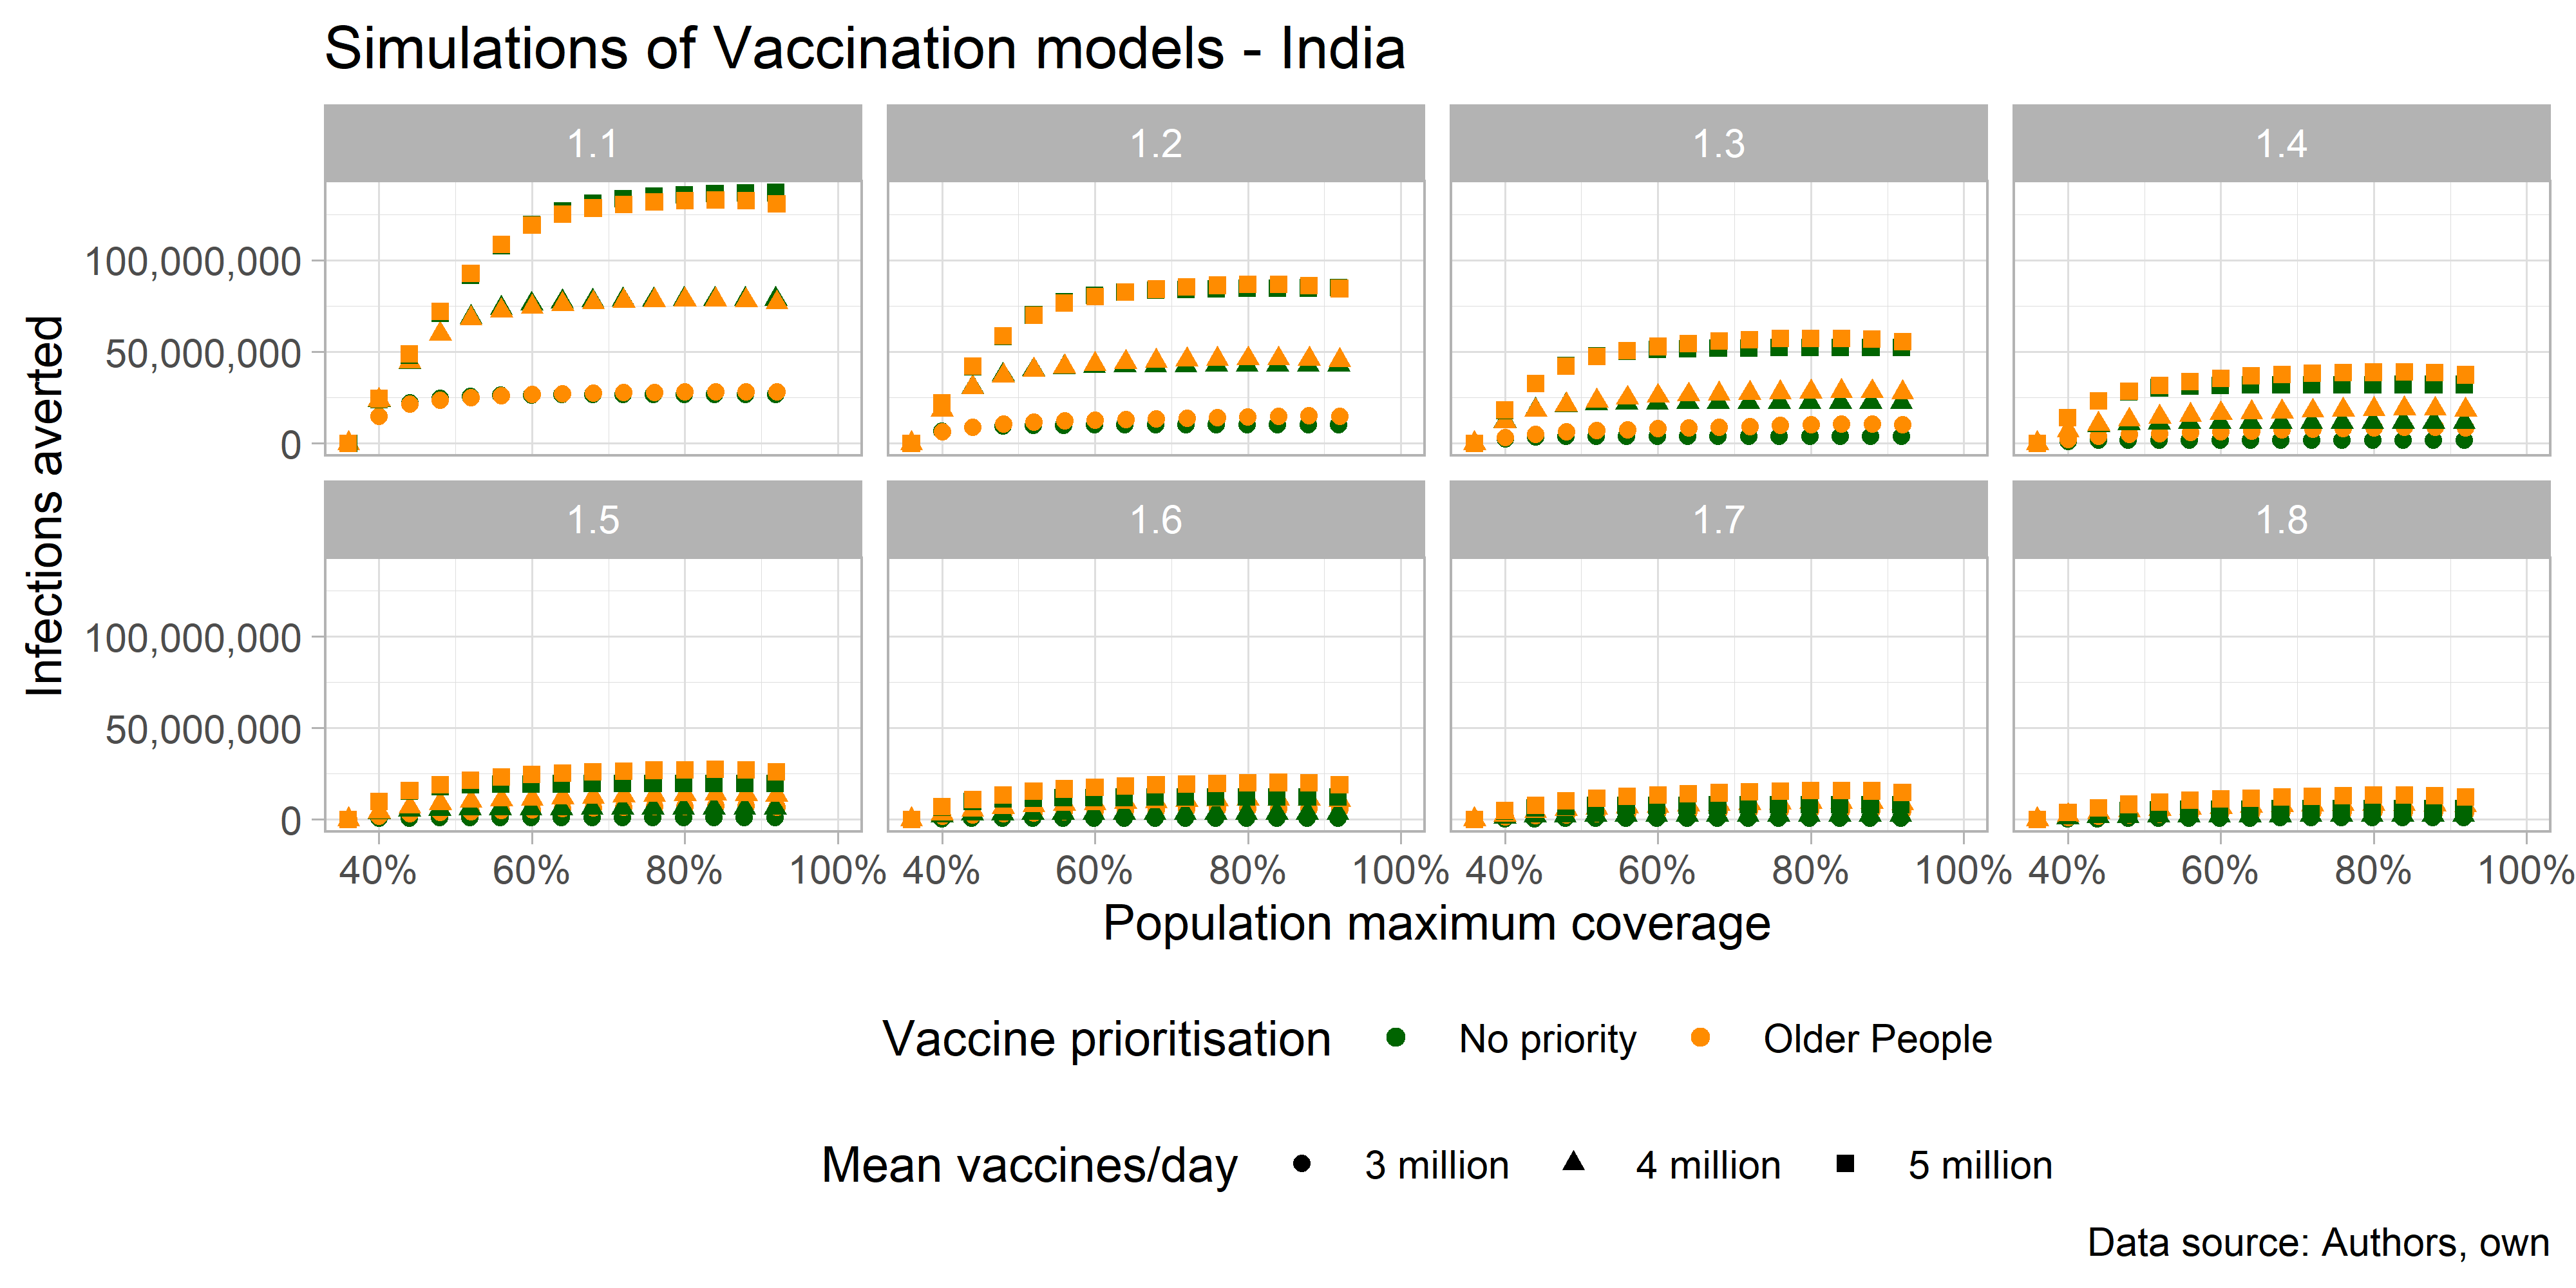 Simulations of Vaccination models - India
1.1
1.2
1.3
1.4
Infections averted
100,000,000
50,000,000
0
1.5
1.6
1.7
1.8
100,000,000
50,000,000
0
40% 60% 80% 100% 40% 60% 80% 100% 40% 60% 80% 100% 40% 60% 80% 100%
Population maximum coverage
Vaccine prioritisation No priority Older People
Mean vaccines/day 3 million 4 million 5 million
Data source: Authors, own